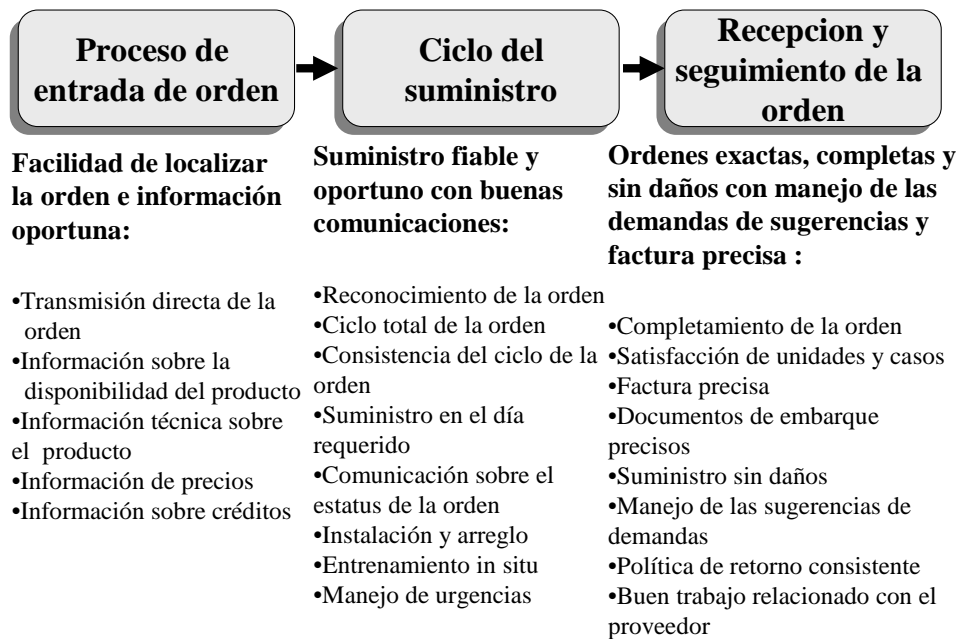 Proceso de
entrada de orden
Ciclo del
suministro
Recepcion y
seguimiento de la
orden
Facilidad de localizar
la orden e información
oportuna:
•Transmisión directa de la
orden
•Información sobre la
disponibilidad del producto
•Información técnica sobre
el producto
•Información de precios
•Información sobre créditos
Suministro fiable y
oportuno con buenas
comunicaciones:
•Reconocimiento de la orden
•Ciclo total de la orden
•Consistencia del ciclo de la
orden
•Suministro en el día
requerido
•Comunicación sobre el
estatus de la orden
•Instalación y arreglo
•Entrenamiento in situ
•Manejo de urgencias
Ordenes exactas, completas y
sin daños con manejo de las
demandas de sugerencias y
factura precisa :
•Completamiento de la orden
•Satisfacción de unidades y casos
•Factura precisa
•Documentos de embarque
precisos
•Suministro sin daños
•Manejo de las sugerencias de
demandas
•Política de retorno consistente
•Buen trabajo relacionado con el
proveedor